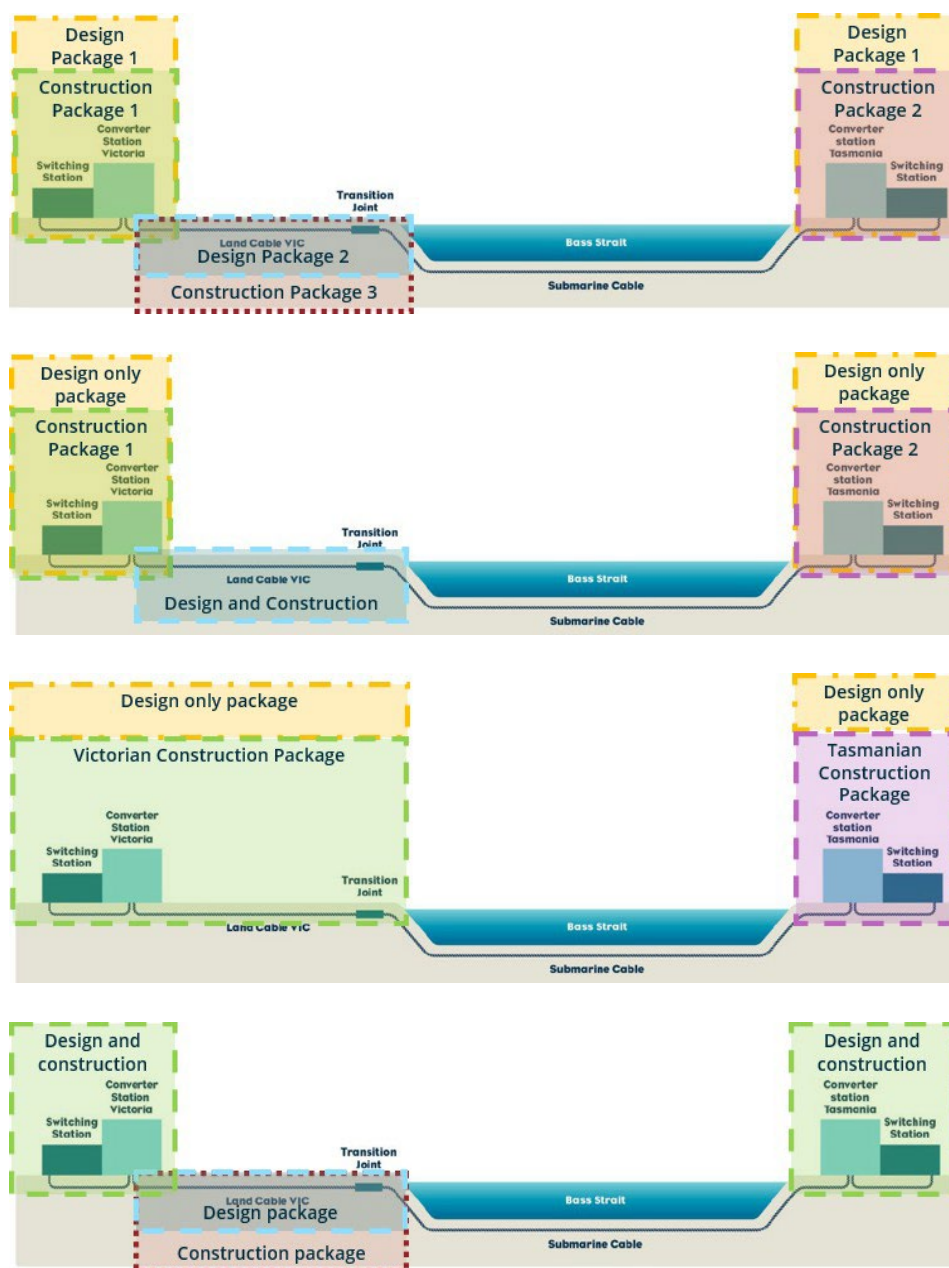 Design
Package 1
Construction
Package 1
Converter
Station
Victoria
Switching
Station
Transition
Joint
Land Cable VIC
Design Package 2
Construction Package 3
Bass Strait
Submarine Cable
Design
Package 1
Construction
Package 2
Converter
station
Tasmania
Switching
Station
Design only
package
Construction
Package 1
Converter
Station
Victoria
Switching
Station
Transition
Joint
Land Cable VIC
Design and Construction
Bass Strait
Submarine Cable
Design only
package
Construction
Package 2
Converter
station
Tasmania
Switching
Station
Design only package
Victorian Construction Package
Converter
Station
Victoria
Switching
Station
Transition
Joint
Land Cable VIC
Bass Strait
Submarine Cable
Design only
package
Tasmanian
Construction
Package
Converter
station
Tasmania
Switching
Station
Design and
construction
Converter
Station
Victoria
Switching
Station
Transition
Joint
Land Cable VIC
Design package
Construction package
Bass Strait
Submarine Cable
Design and
construction
Converter
station
Tasmania
Switching
Station